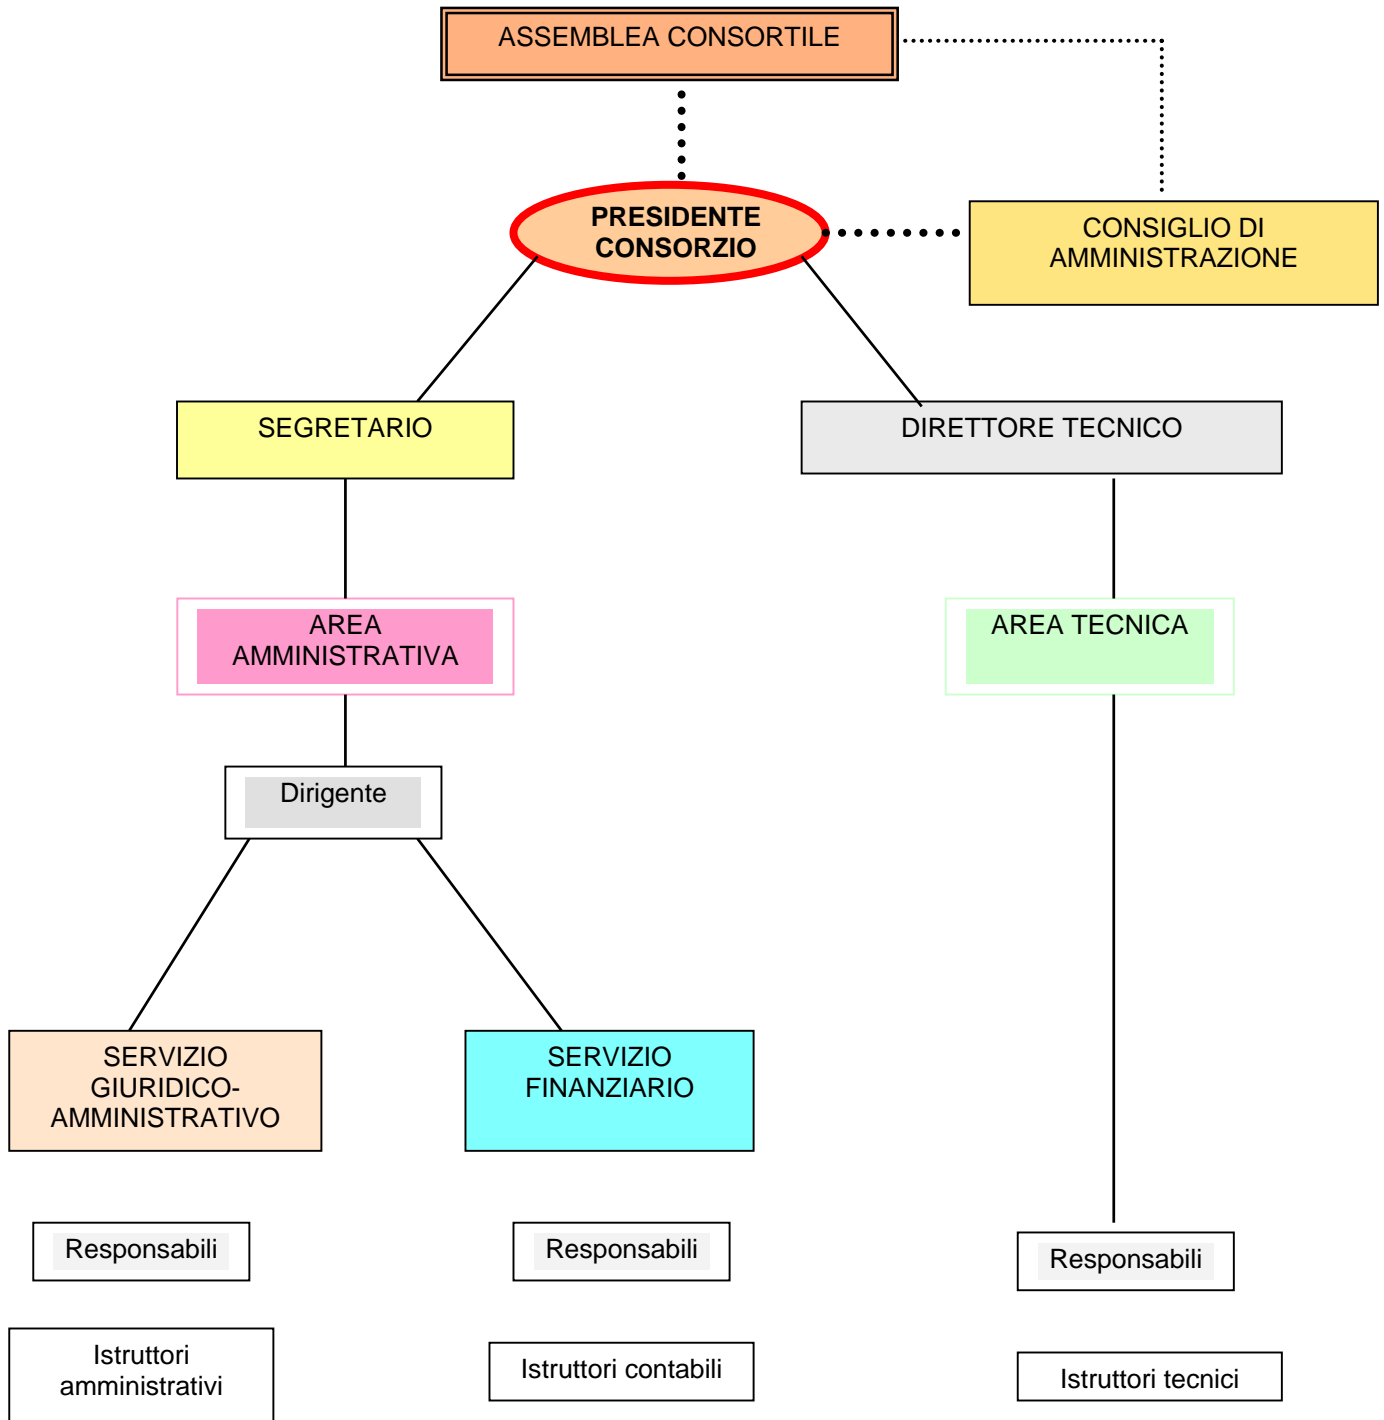 ASSEMBLEA CONSORTILE
PRESIDENTE
CONSORZIO
CONSIGLIO DI
AMMINISTRAZIONE
SEGRETARIO
DIRETTORE TECNICO
AREA
AMMINISTRATIVA
AREA TECNICA
Dirigente
SERVIZIO
GIURIDICO-
AMMINISTRATIVO
SERVIZIO
FINANZIARIO
Responsabili
Responsabili
Responsabili
Istruttori
amministrativi
Istruttori contabili
Istruttori tecnici